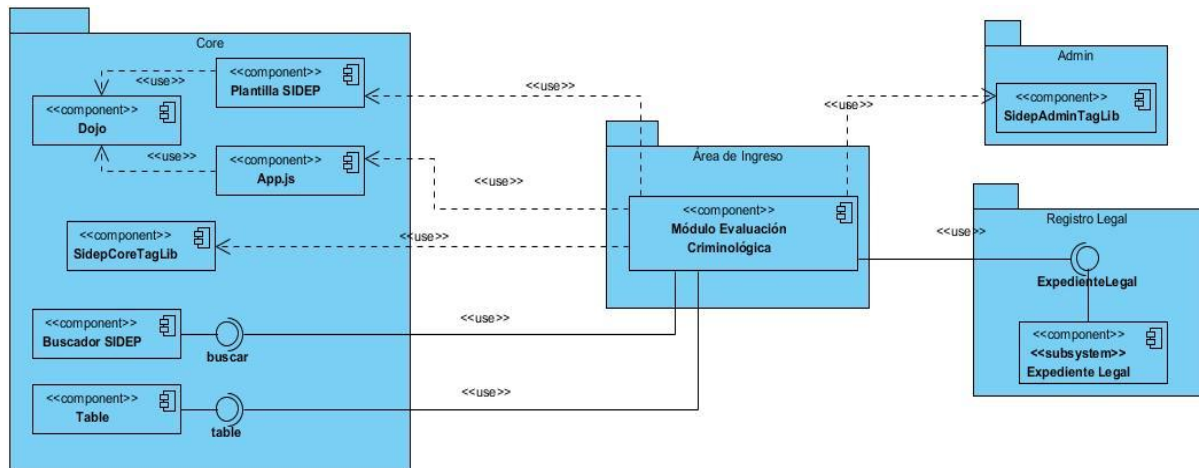 Core
<<component>>
Plantilla SIDEP
<<use>>
<<component>>
Dojo
<<use>>
<<component>>
App.js
<<component>>
SidepCoreTagLib
<<component>>
Buscador SIDEP
buscar
<<component>>
Table
table
<<use>>
<<use>>
<<use>>
<<use>>
<<use>>
Área de Ingreso
<<component>>
Módulo Evaluación
Criminológica
<<use>>
Admin
<<component>>
SidepAdminTagLib
<<use>>
Registro Legal
ExpedienteLegal
<<component>>
<<subsystem>>
Expediente Legal